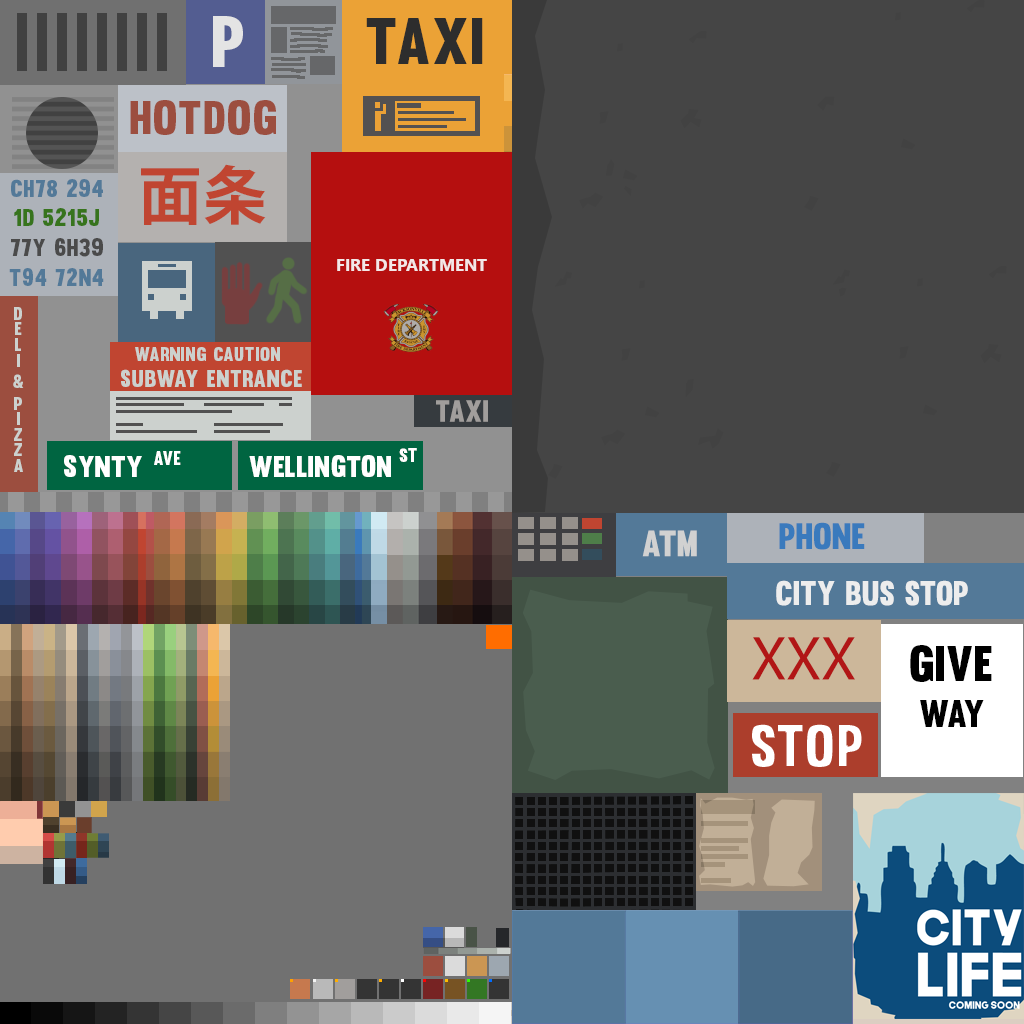 P
TAXI
HOTDOG
面条
CH78 294
1D 5215J
77Y 6H39
T94 72N4
FIRE DEPARTMENT
DELI & PIZZA
WARNING CAUTION
SUBWAY ENTRANCE
TAXI
SYNTY AVE
WELLINGTON ST
ATM
PHONE
CITY BUS STOP
XXX
GIVE
WAY
STOP
CITY
LIFE
COMING SOON